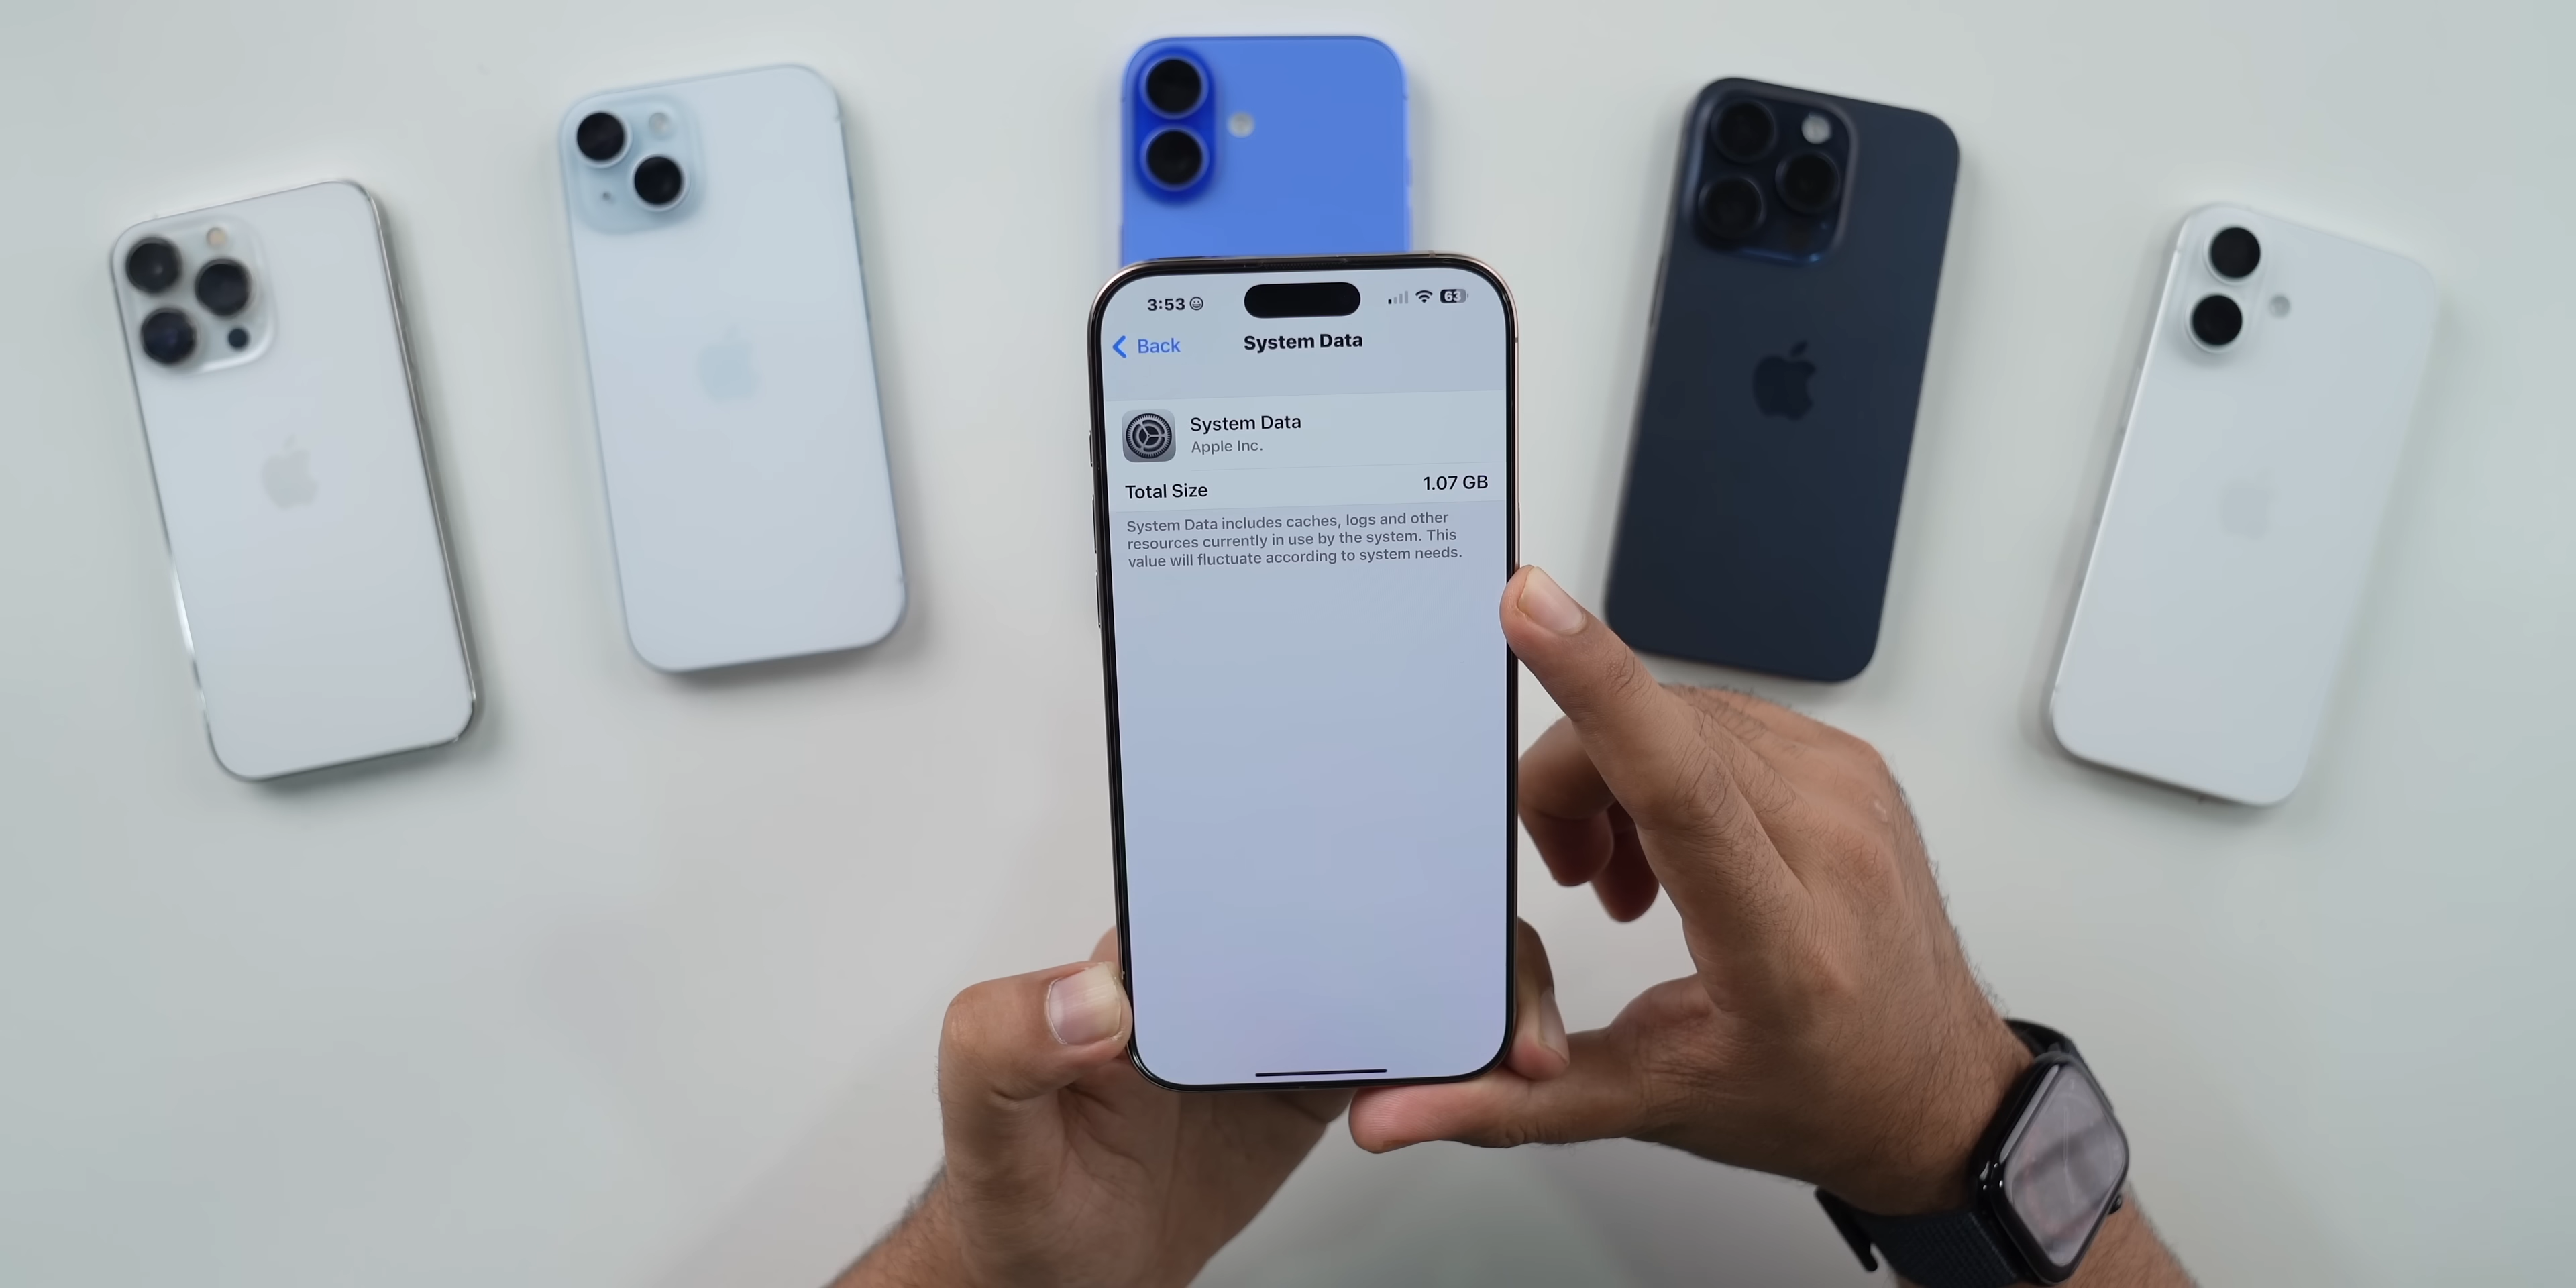 3:53
63
Back
System Data
System Data
Apple Inc.
Total Size 1.07 GB
System Data includes caches, logs and other
resources currently in use by the system. This
value will fluctuate according to system needs.